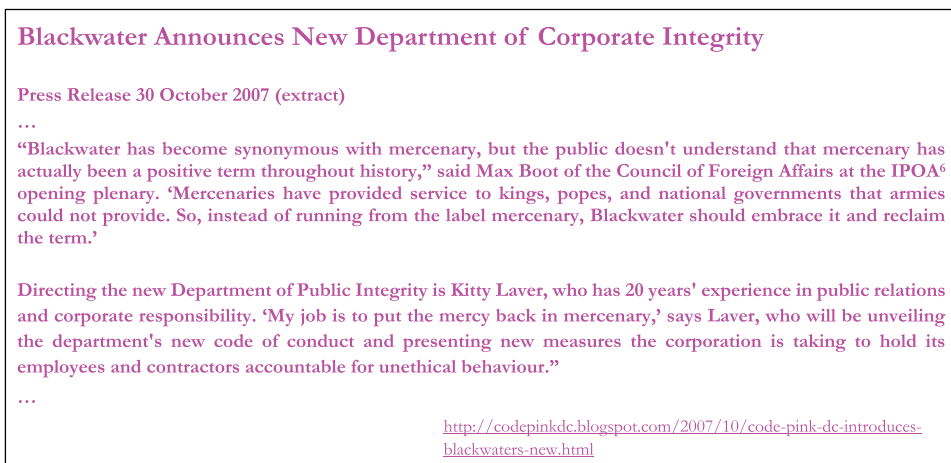 Blackwater Announces New Department of Corporate Integrity
Press Release 30 October 2007 (extract)
…
“Blackwater has become synonymous with mercenary, but the public doesn't understand that mercenary has
actually been a positive term throughout history,” said Max Boot of the Council of Foreign Affairs at the IPOA⁶
opening plenary. ‘Mercenaries have provided service to kings, popes, and national governments that armies
could not provide. So, instead of running from the label mercenary, Blackwater should embrace it and reclaim
the term.’
Directing the new Department of Public Integrity is Kitty Laver, who has 20 years' experience in public relations
and corporate responsibility. ‘My job is to put the mercy back in mercenary,’ says Laver, who will be unveiling
the department's new code of conduct and presenting new measures the corporation is taking to hold its
employees and contractors accountable for unethical behaviour.”
…
http://codepinkdc.blogspot.com/2007/10/code-pink-dc-introduces-
blackwaters-new.html